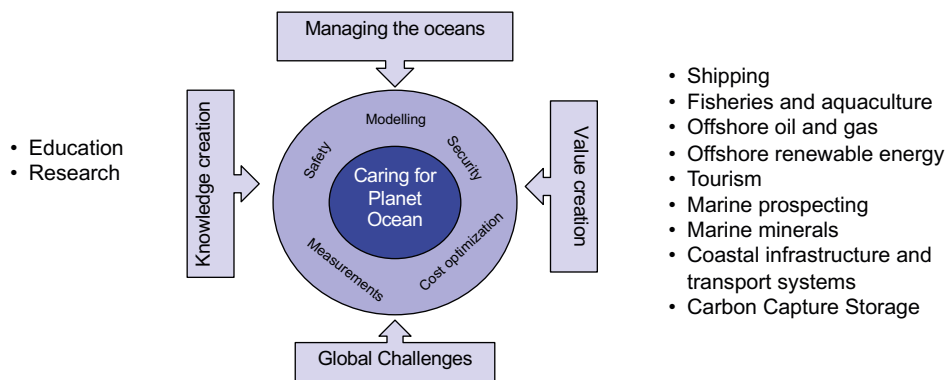 Managing the oceans
• Education
• Research
Knowledge creation
Modelling
Safety
Security
Caring for
Planet
Ocean
Measurements
Cost optimization
Value creation
• Shipping
• Fisheries and aquaculture
• Offshore oil and gas
• Offshore renewable energy
• Tourism
• Marine prospecting
• Marine minerals
• Coastal infrastructure and
transport systems
• Carbon Capture Storage
Global Challenges